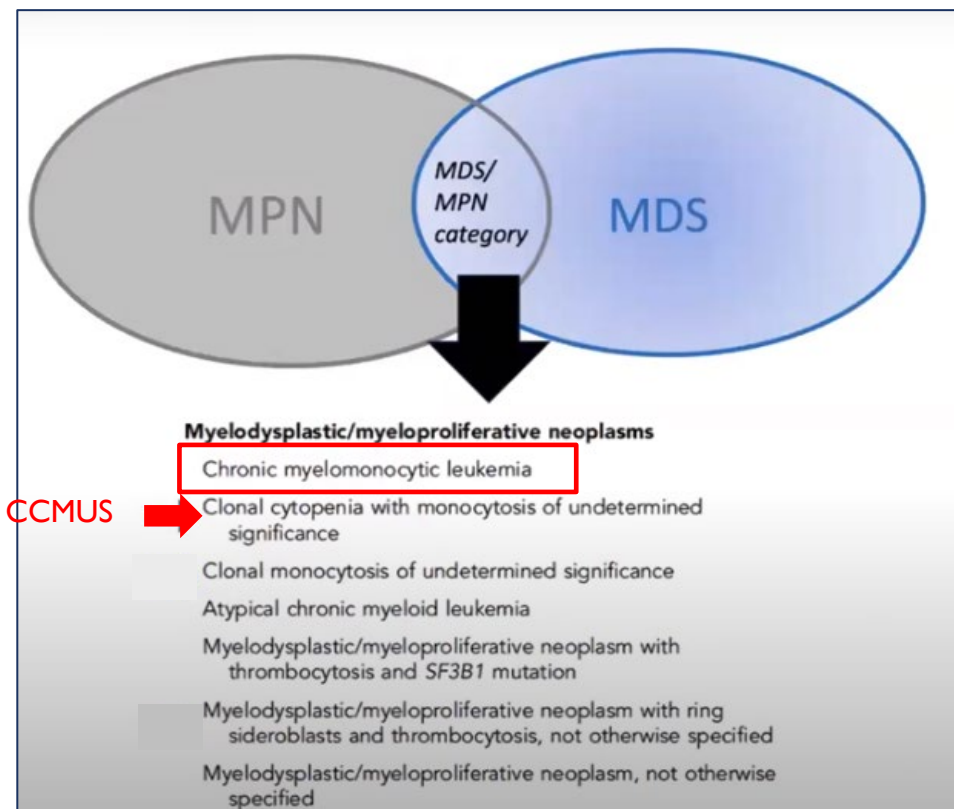 MPN
MDS/
MPN
category
MDS
Myelodysplastic/myeloproliferative neoplasms
Chronic myelomonocytic leukemia
CCMUS
Clonal cytopenia with monocytosis of undetermined
significance
Clonal monocytosis of undetermined significance
Atypical chronic myeloid leukemia
Myelodysplastic/myeloproliferative neoplasm with
thrombocytosis and SF3B1 mutation
Myelodysplastic/myeloproliferative neoplasm with ring
sideroblasts and thrombocytosis, not otherwise specified
Myelodysplastic/myeloproliferative neoplasm, not otherwise
specified